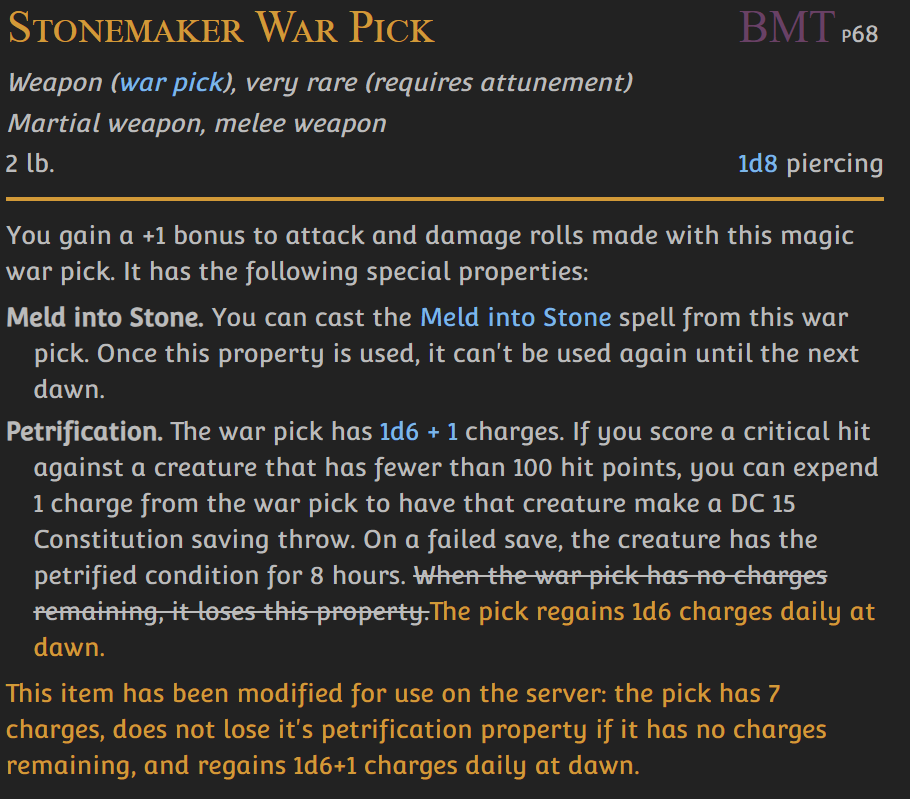 Stonemaker War Pick BMT P68
Weapon (war pick), very rare (requires attunement)
Martial weapon, melee weapon
2 lb. 1d8 piercing
You gain a +1 bonus to attack and damage rolls made with this magic
war pick. It has the following special properties:
Meld into Stone. You can cast the Meld into Stone spell from this war
pick. Once this property is used, it can't be used again until the next
dawn.
Petrification. The war pick has 1d6 + 1 charges. If you score a critical hit
against a creature that has fewer than 100 hit points, you can expend
1 charge from the war pick to have that creature make a DC 15
Constitution saving throw. On a failed save, the creature has the
petrified condition for 8 hours. When the war pick has no charges
remaining, it loses this property.The pick regains 1d6 charges daily at
dawn.
This item has been modified for use on the server: the pick has 7
charges, does not lose it's petrification property if it has no charges
remaining, and regains 1d6+1 charges daily at dawn.